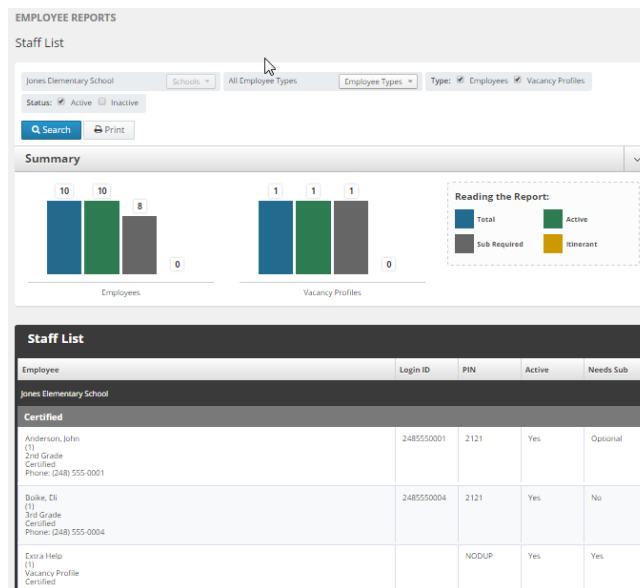 EMPLOYEE REPORTS
Staff List
Jones Elementary School Schools All Employee Types Employee Types Type: Employees Vacancy Profiles
Status: Active Inactive
Search Print
Summary
10 10 8 0 1 1 1 0
Reading the Report:
Total Active
Sub Required Itinerant
Employees Vacancy Profiles
Staff List
Employee Login ID PIN Active Needs Sub
Jones Elementary School
Certified
Anderson, John 2485550001 2121 Yes Optional
(1)
2nd Grade
Certified
Phone: (248) 555-0001
Boike, Eli 2485550004 2121 Yes No
(1)
3rd Grade
Certified
Phone: (248) 555-0004
Extra Help NODUP Yes Yes
(1)
Vacancy Profile
Certified